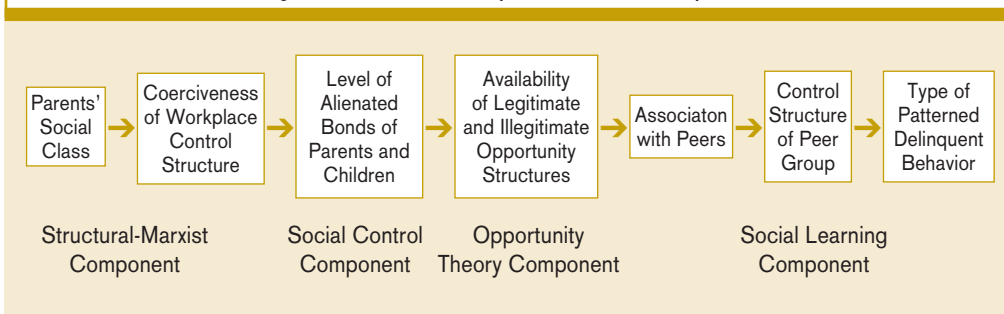 Parents'
Social
Class
Coerciveness
of Workplace
Control
Structure
Level of
Alienated
Bonds of
Parents and
Children
Availability
of Legitimate
and Illegitimate
Opportunity
Structures
Associaton
with Peers
Control
Structure
of Peer
Group
Type of
Patterned
Delinquent
Behavior
Structural-Marxist
Component
Social Control
Component
Opportunity
Theory Component
Social Learning
Component